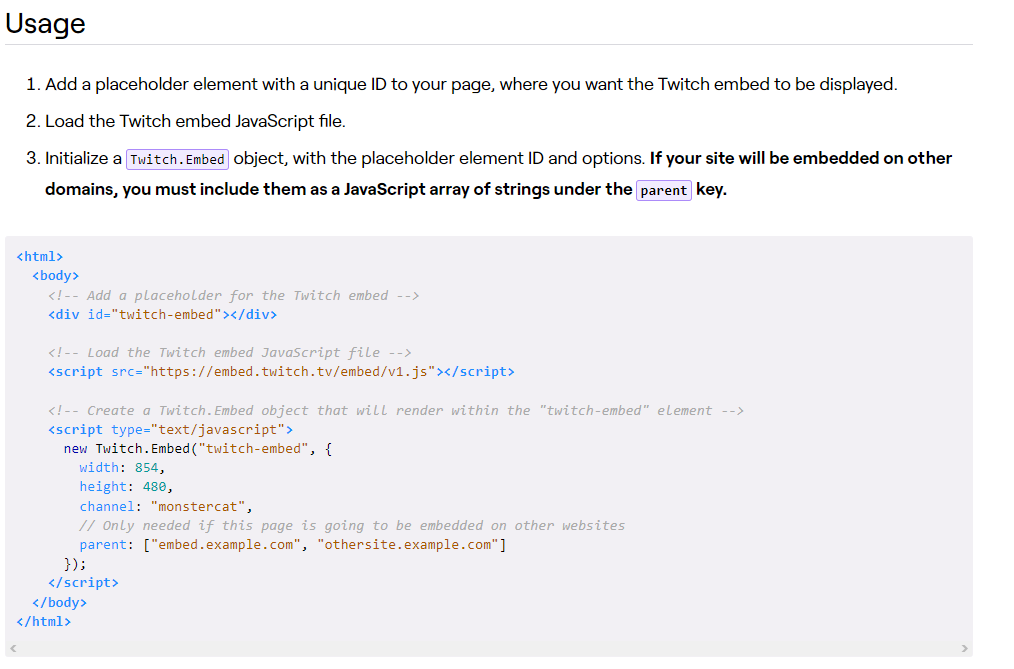 Usage
1. Add a placeholder element with a unique ID to your page, where you want the Twitch embed to be displayed.
2. Load the Twitch embed JavaScript file.
3. Initialize a Twitch.Embed object, with the placeholder element ID and options. If your site will be embedded on other
domains, you must include them as a JavaScript array of strings under the parent key.
<html>
  <body>
    <!-- Add a placeholder for the Twitch embed -->
    <div id="twitch-embed"></div>

    <!-- Load the Twitch embed JavaScript file -->
    <script src="https://embed.twitch.tv/embed/v1.js"></script>

    <!-- Create a Twitch.Embed object that will render within the "twitch-embed" element -->
    <script type="text/javascript">
      new Twitch.Embed("twitch-embed", {
        width: 854,
        height: 480,
        channel: "monstercat",
        // Only needed if this page is going to be embedded on other websites
        parent: ["embed.example.com", "othersite.example.com"]
      });
    </script>
  </body>
</html>